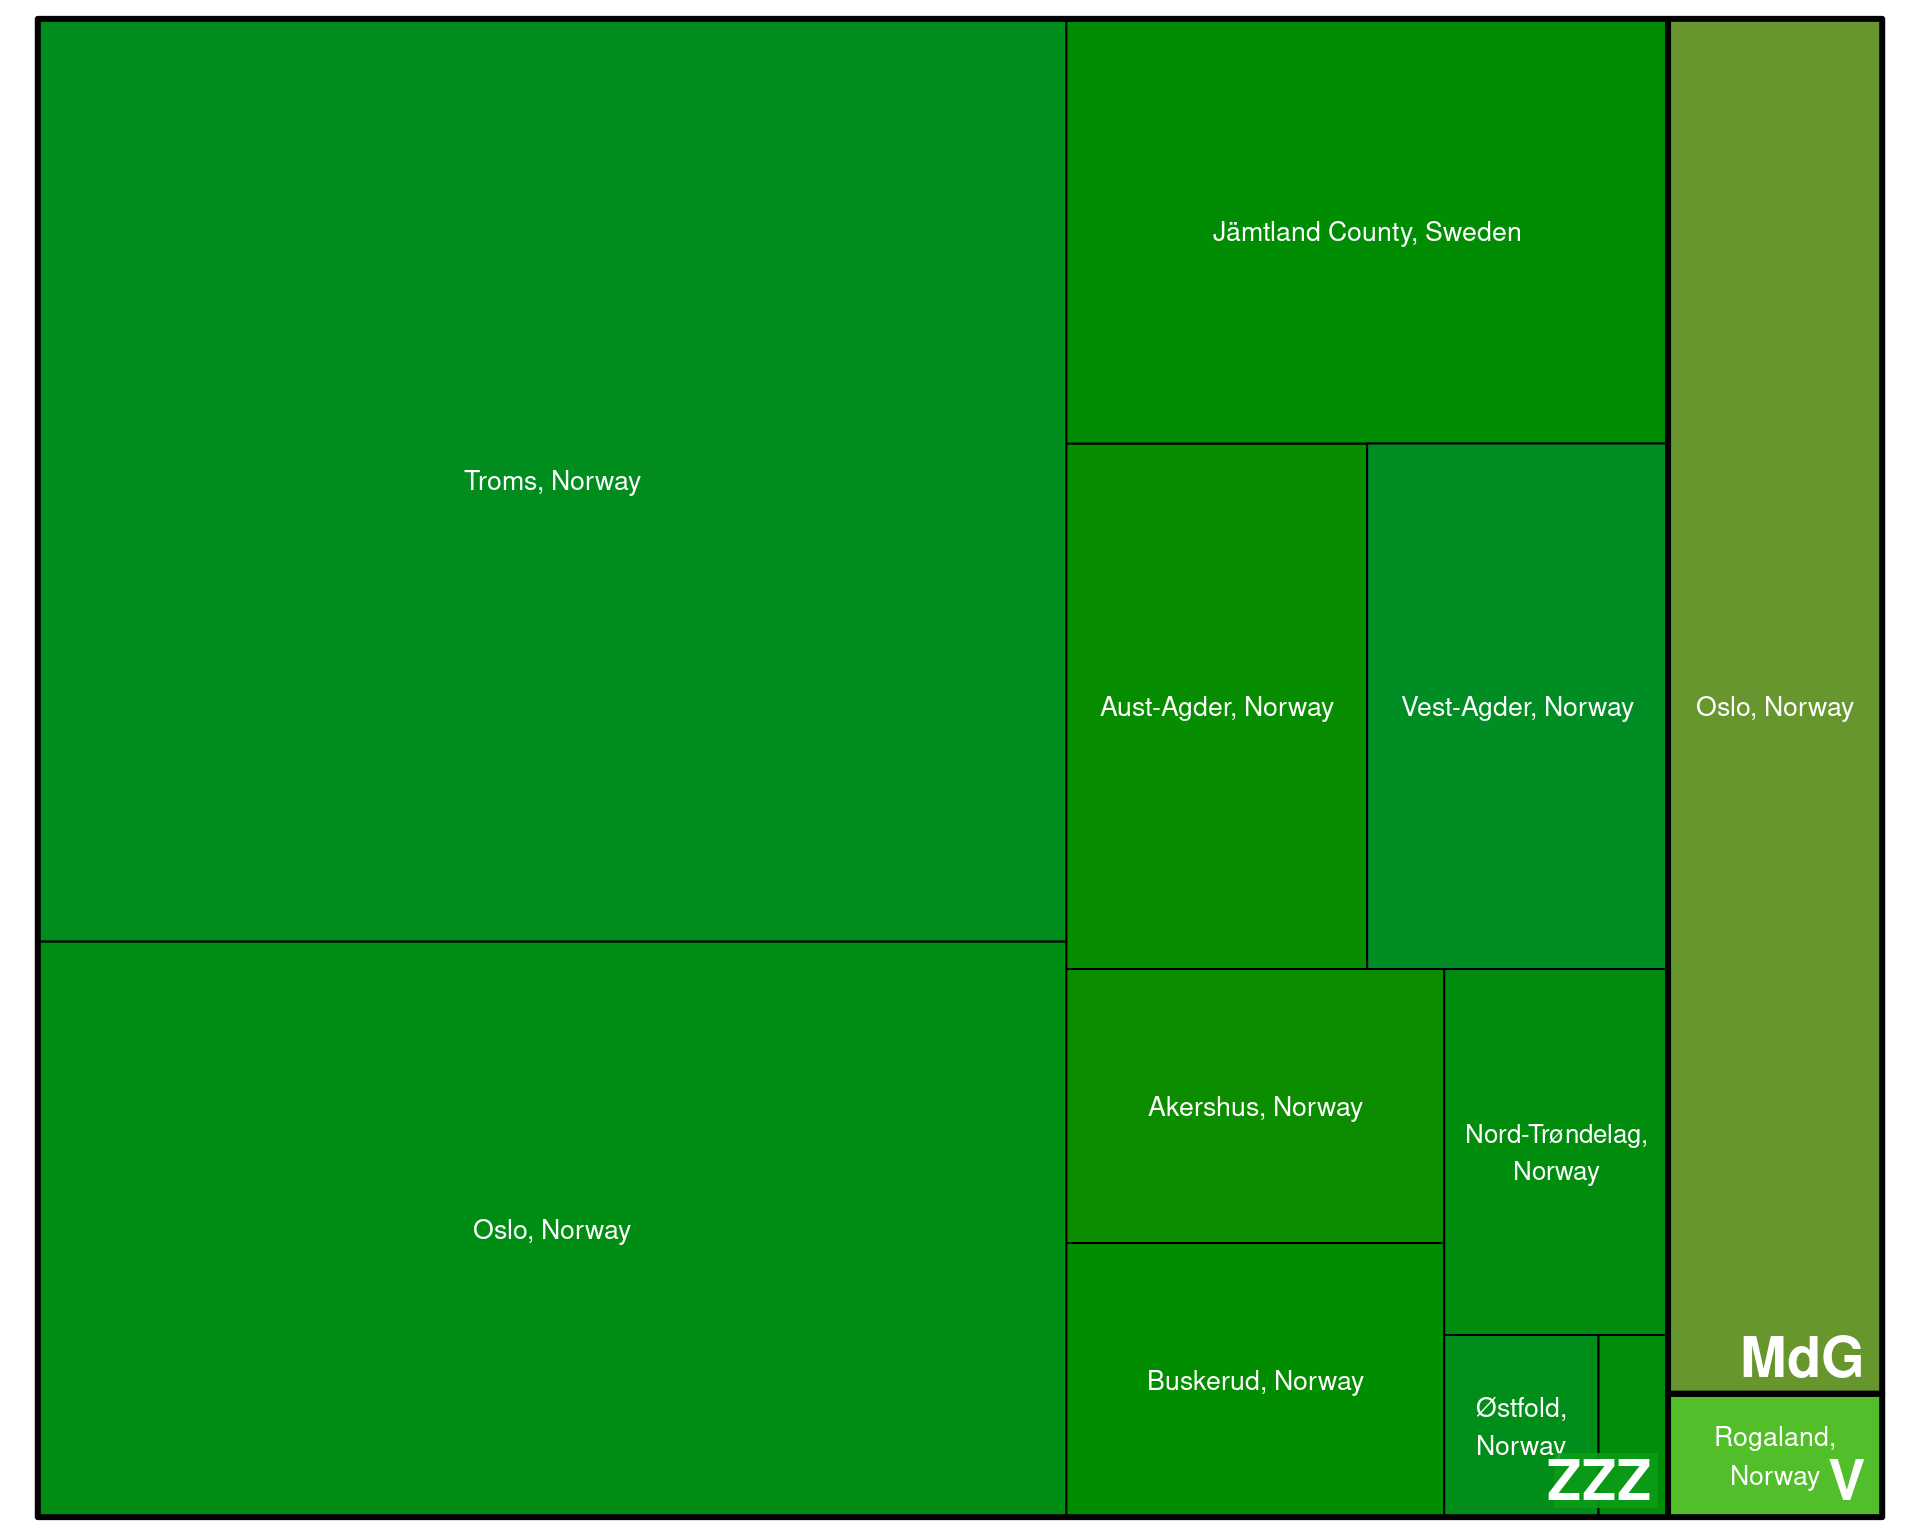 Troms, Norway
Oslo, Norway
Jämtland County, Sweden
Aust-Agder, Norway
Vest-Agder, Norway
Akershus, Norway
Nord-Trøndelag,
Norway
Buskerud, Norway
Østfold,
Norway
ZZZ
Oslo, Norway
MdG
Rogaland,
Norway
V